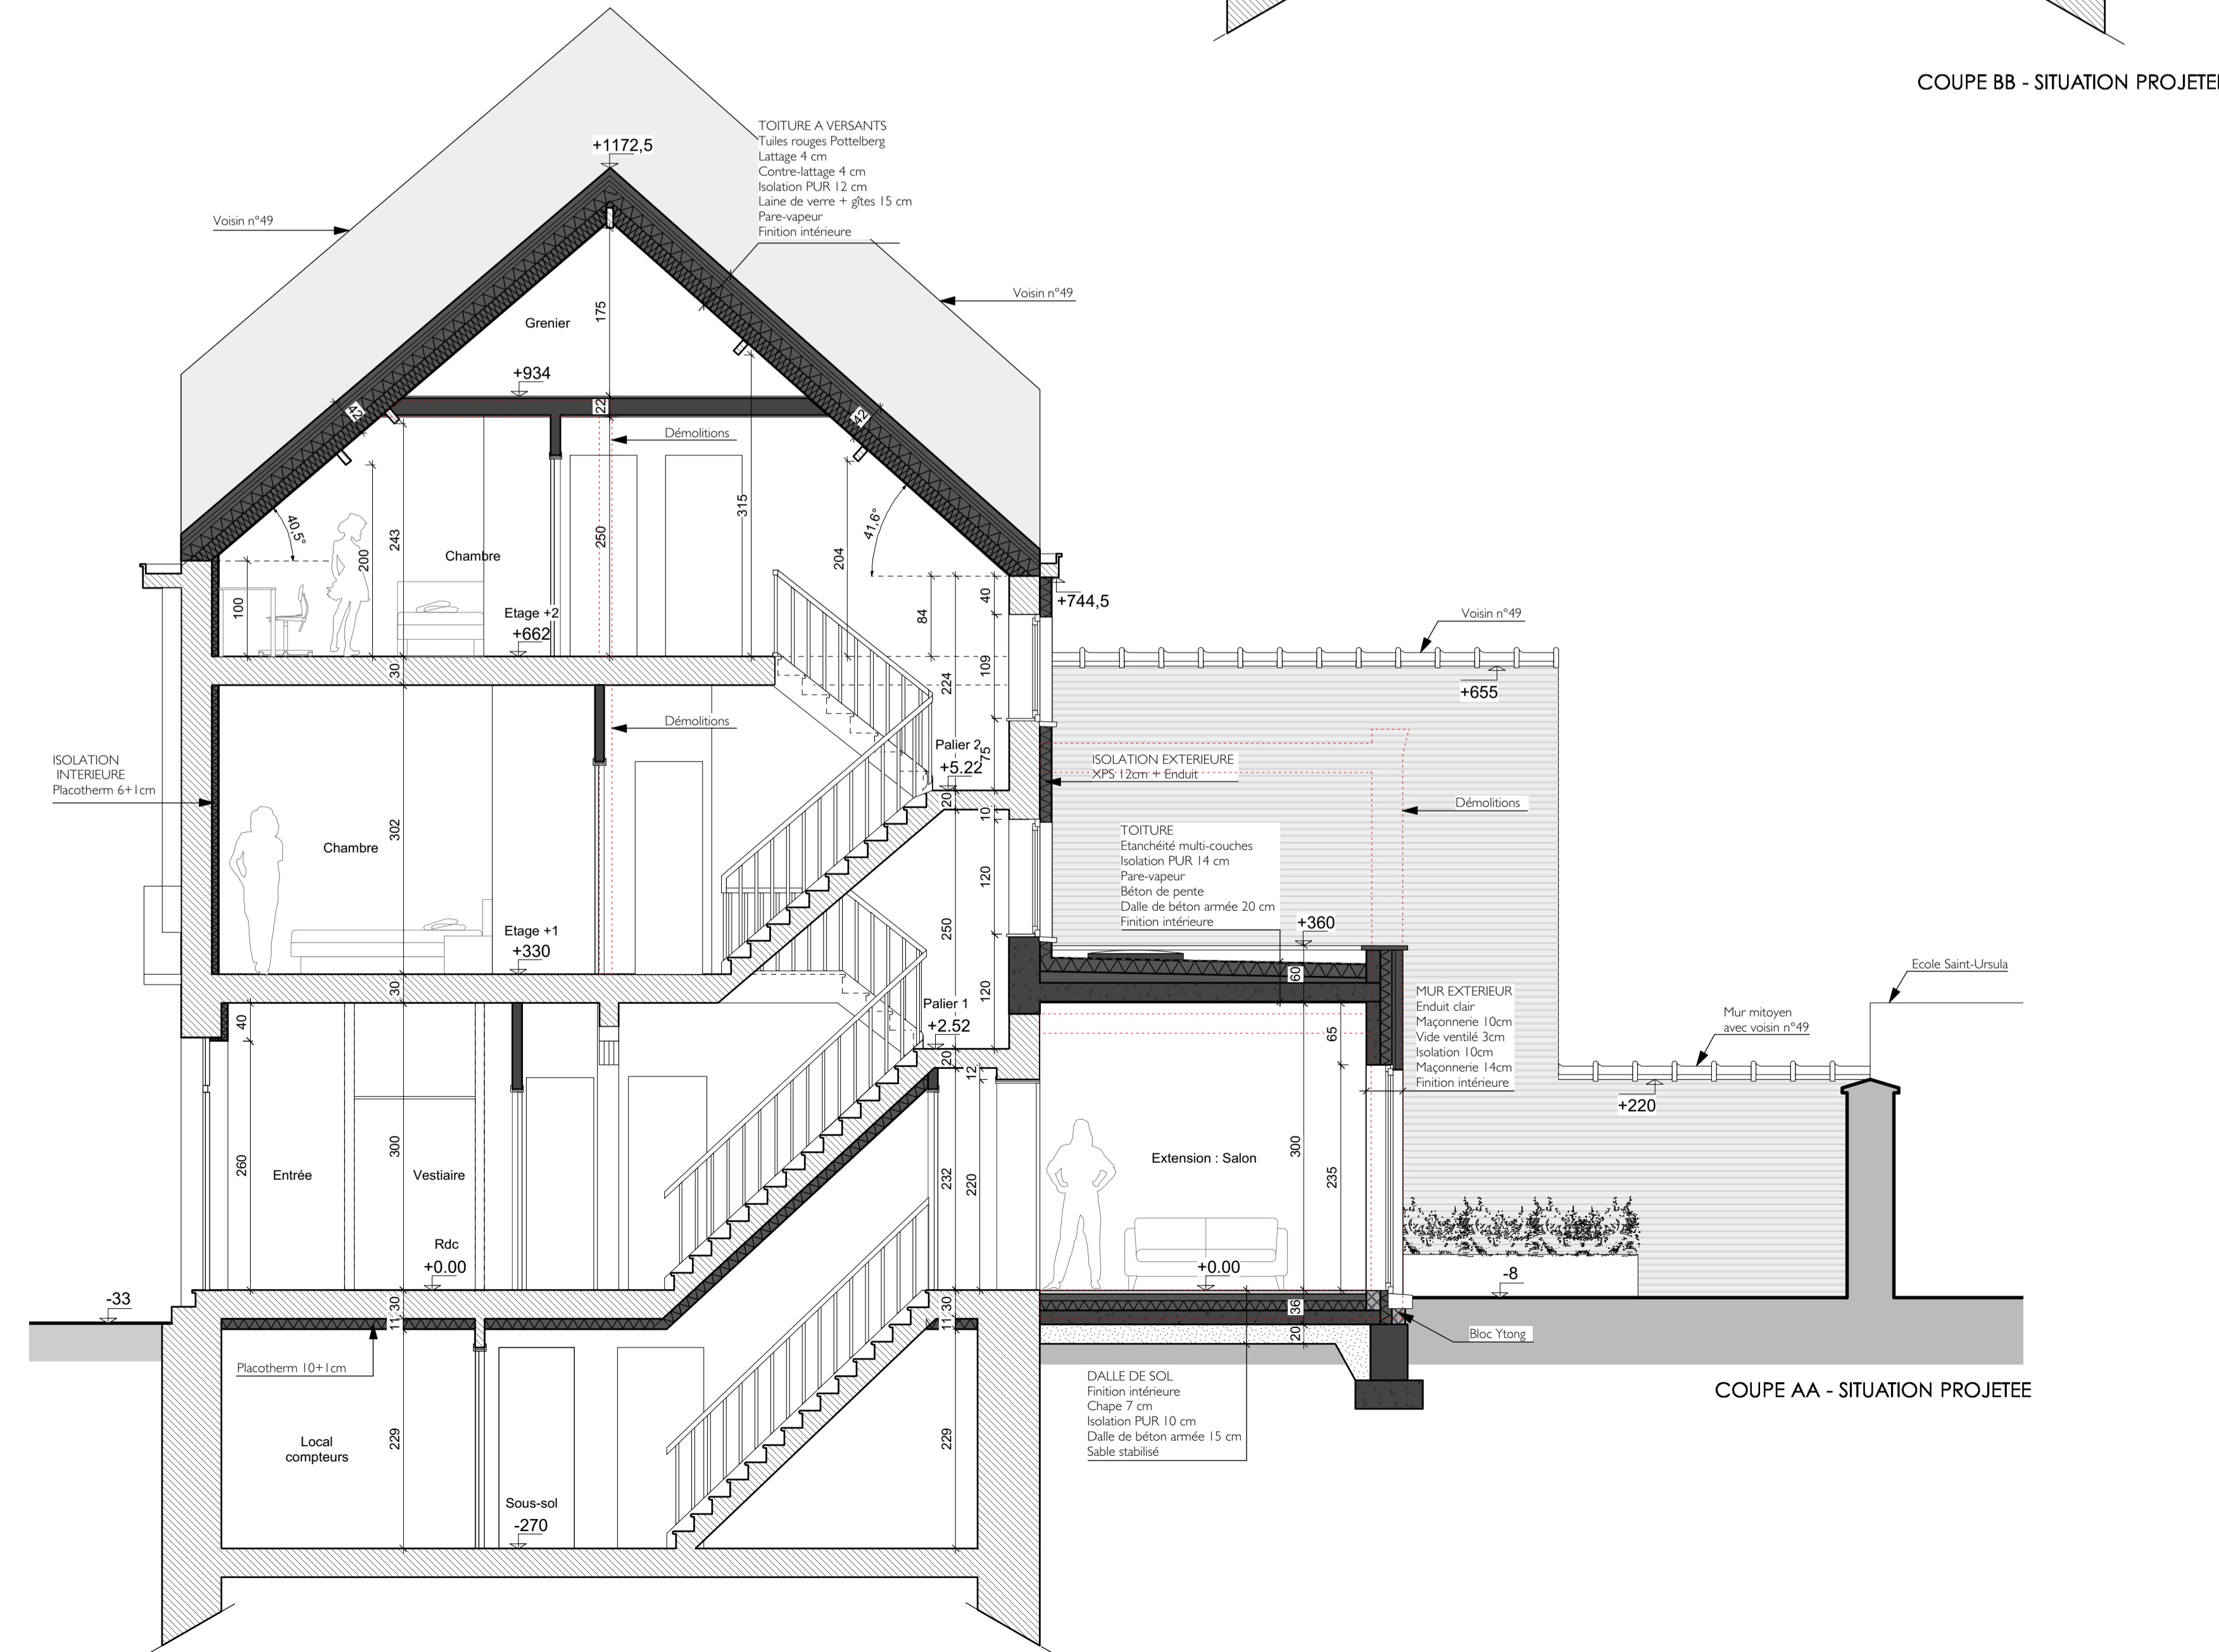 COUPE BB - SITUATION PROJETEE
TOITURE A VERSANTS
Tuiles rouges Pottelberg
Lattage 4 cm
Contre-lattage 4 cm
Isolation PUR 12 cm
Laine de verre + gîtes 15 cm
Pare-vapeur
Finition intérieure
+1172,5
Voisin n°49
Voisin n°49
Grenier
175
+934
22
42
42
Démolitions
315
40,5°
41,6°
243
200
250
204
Chambre
100
Etage +2
+662
84
40
+744,5
Voisin n°49
30
109
224
+655
Démolitions
Palier 2
+5.22
75
ISOLATION
INTERIEURE
Placotherm 6+1cm
ISOLATION EXTERIEURE
XPS 12cm + Enduit
20
10
Démolitions
302
Chambre
TOITURE
Etanchéité multi-couches
Isolation PUR 14 cm
Pare-vapeur
Béton de pente
Dalle de béton armée 20 cm
Finition intérieure
120
250
+360
Etage +1
+330
60
Ecole Saint-Ursula
30
120
Palier 1
+2.52
MUR EXTERIEUR
Enduit clair
Maçonnerie 10cm
Vide ventilé 3cm
Isolation 10cm
Maçonnerie 14cm
Finition intérieure
Mur mitoyen
avec voisin n°49
40
65
20
12
+220
260
300
Entrée
Vestiaire
232
220
Extension : Salon
300
235
Rdc
+0.00
+0.00
-8
-33
30
11
30
11
36
20
Bloc Ytong
Placotherm 10+1cm
DALLE DE SOL
Finition intérieure
Chape 7 cm
Isolation PUR 10 cm
Dalle de béton armée 15 cm
Sable stabilisé
COUPE AA - SITUATION PROJETEE
Local
compteurs
229
229
Sous-sol
-270